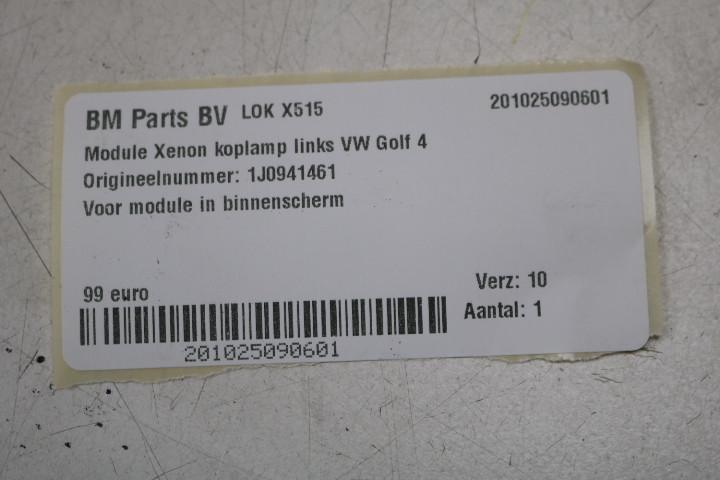 BM Parts BV LOK X515 201025090601
Module Xenon koplamp links VW Golf 4
Origineelnummer: 1J0941461
Voor module in binnenscherm
99 euro
Verz: 10
Aantal: 1
201025090601